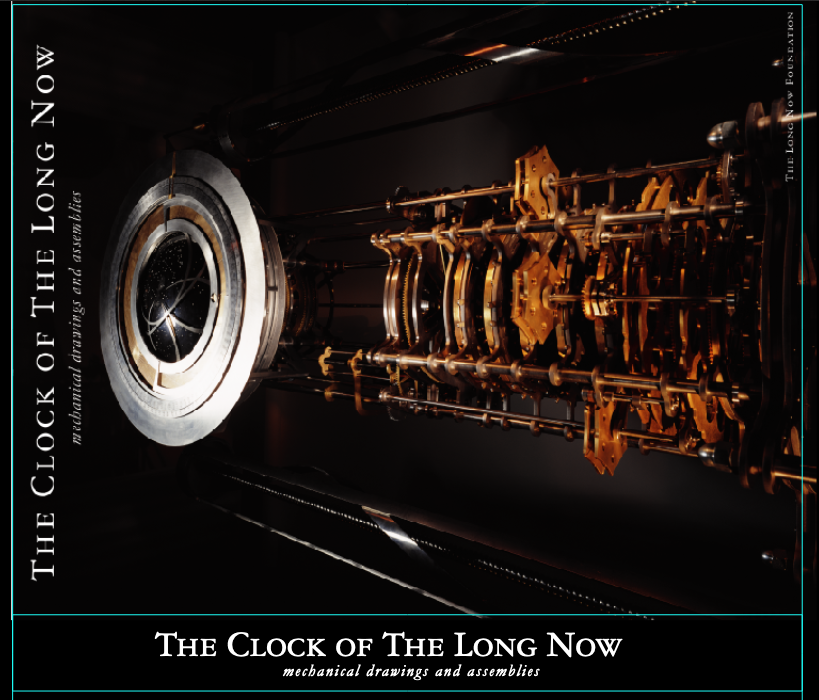 The Clock of The Long Now
mechanical drawings and assemblies
The Long Now Foundation
The Clock of The Long Now
mechanical drawings and assemblies